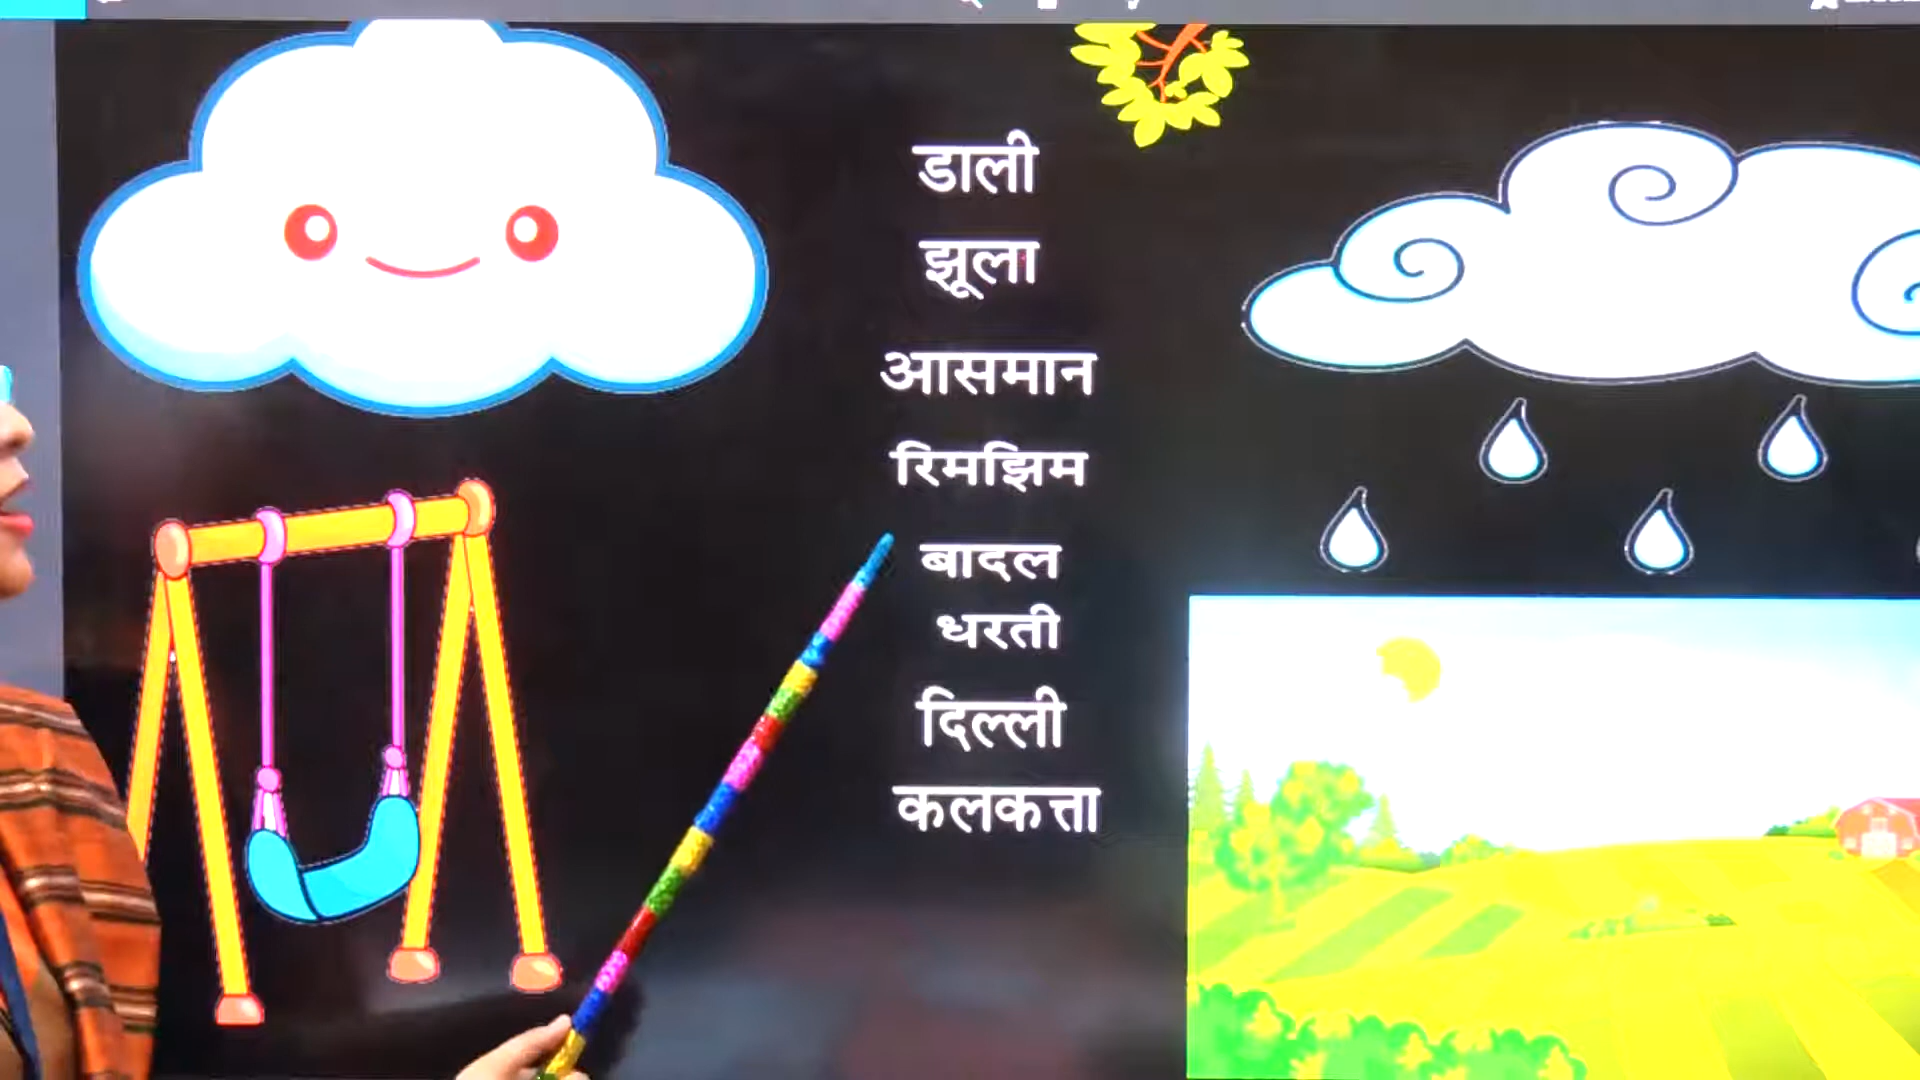 डाली
झूला
आसमान
रिमझिम
बादल
धरती
दिल्ली
कलकत्ता